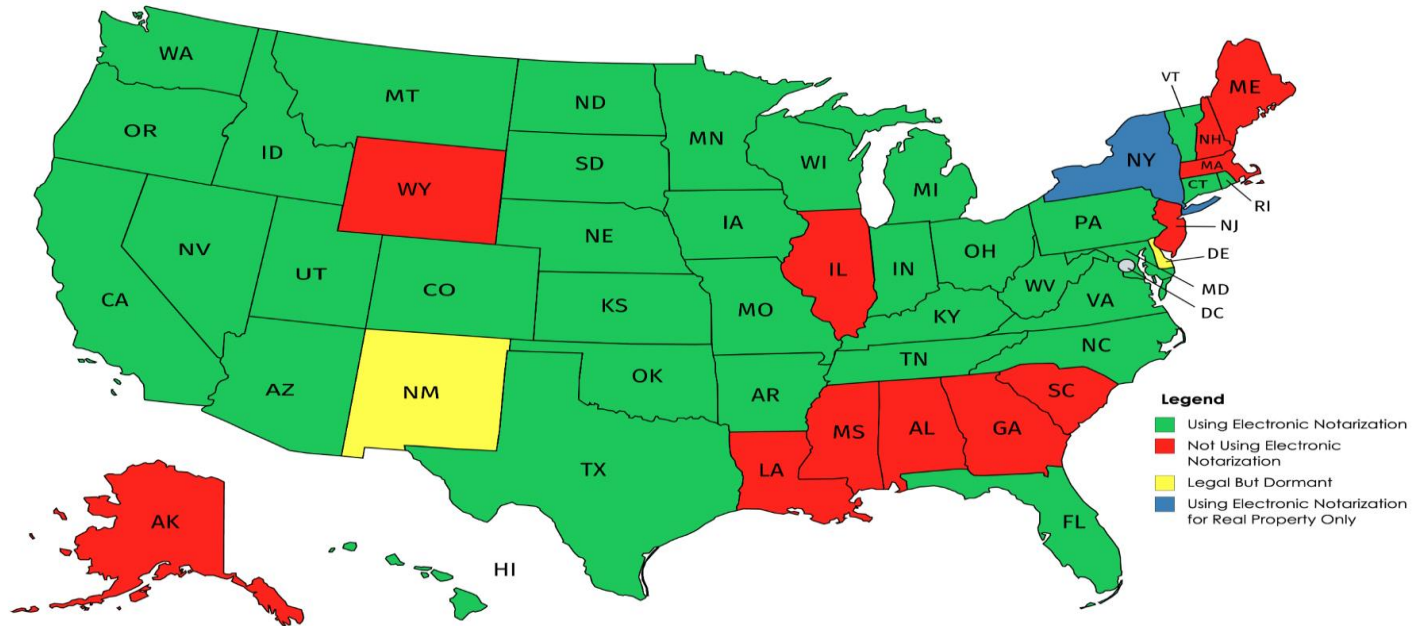 WA
MT
ND
MN
VT
ME
OR
ID
SD
WI
MI
NY
NH
MA
CT
RI
WY
NJ
IA
NE
PA
DE
NV
UT
CO
IL
IN
OH
MD
DC
CA
KS
MO
WV
VA
KY
NC
TN
AZ
NM
OK
AR
SC
MS
AL
GA
LA
TX
FL
AK
HI
Legend
Using Electronic Notarization
Not Using Electronic
Notarization
Legal But Dormant
Using Electronic Notarization
for Real Property Only